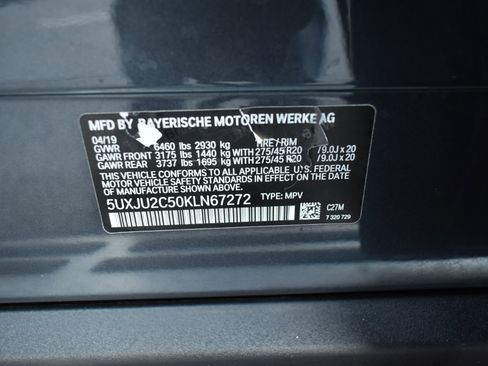 MFD BY BAYERISCHE MOTOREN WERKE AG
04/19 TIRE/RIM
GVWR 6460 lbs 2930 kg
GAWR FRONT 3175 lbs 1440 kg WITH 275/45 R20 /9.0J x 20
GAWR REAR 3737 lbs 1695 kg WITH 275/45 R20 /9.0J x 20
THIS VEHICLE CONFORMS TO ALL APPLICABLE U.S. FEDERAL
MOTOR VEHICLE SAFETY STANDARDS IN EFFECT ON THE
DATE OF MANUFACTURE SHOWN ABOVE.
5UXJU2C50KLN67272 TYPE: MPV
C27M
7 320 729